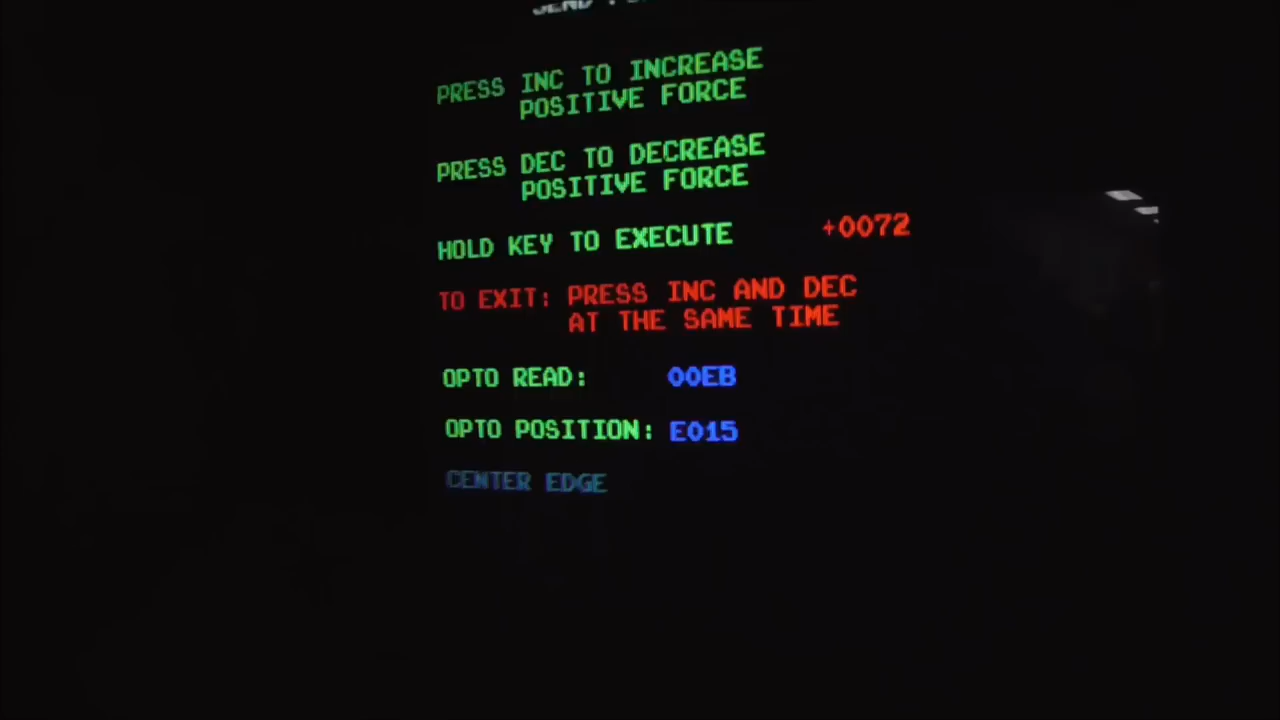 SEND
PRESS INC TO INCREASE
POSITIVE FORCE
PRESS DEC TO DECREASE
POSITIVE FORCE
HOLD KEY TO EXECUTE +0072
TO EXIT: PRESS INC AND DEC
AT THE SAME TIME
OPTO READ: 00EB
OPTO POSITION: E015
CENTER EDGE